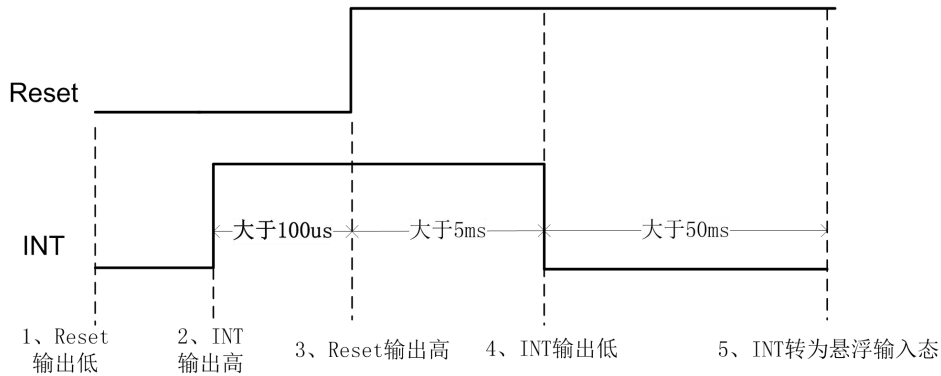 Reset
INT
大于100us
大于5ms
大于50ms
1、Reset
输出低
2、INT
输出高
3、Reset输出高
4、INT输出低
5、INT转为悬浮输入态